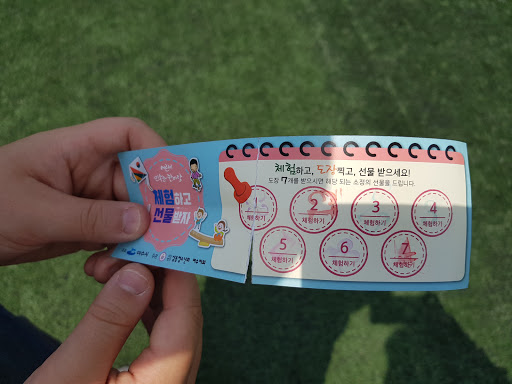 체험하고
선물받자
체험하고, 도장찍고, 선물 받으세요!
도장 7개를 받으시면 해당 되는 소정의 선물를 드립니다.
1 2 3 4
체험하기 체험하기 체험하기 체험하기
5 6 7
체험하기 체험하기 체험하기